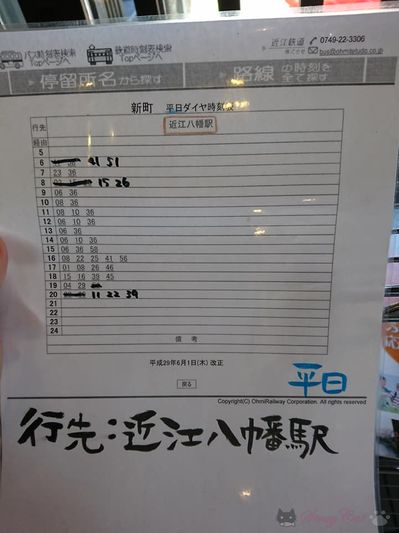 バス時刻表検索 Topページへ 鉄道時刻表検索 Topページへ 近江鉄道 株式会社 0749-22-3306 bus@ohmitetudo.co.jp
停留所名から探す 路線の時刻を全て探す
新町 平日ダイヤ時刻表
行先 近江八幡駅
経由
5
6 41 51
7 23 36
8 15 26
9 06 36
10 08 36
11 08 10 36
12 06 10 36
13 06 36
14 06 10 36
15 06 36 58
16 08 22 25 41 56
17 01 08 26 46
18 15 16 39 45
19 04 29
20 11 22 39
21
22
23
24
備考
平成29年6月1日(木) 改正
戻る
平日
Copyright(C) OhmiRailway Corporation. All rights reserved
行先:近江八幡駅